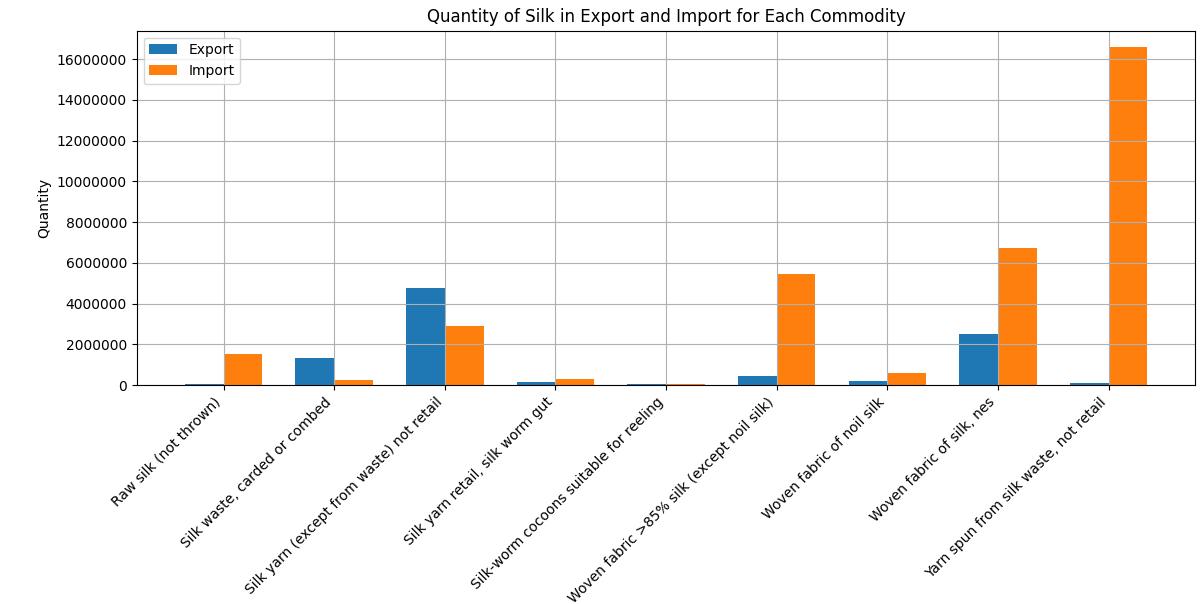 Quantity of Silk in Export and Import for Each Commodity
Export
Import
Quantity
16000000
14000000
12000000
10000000
8000000
6000000
4000000
2000000
0
Raw silk (not thrown)
Silk waste, carded or combed
Silk yarn (except from waste) not retail
Silk yarn retail, silk worm gut
Silk-worm cocoons suitable for reeling
Woven fabric >85% silk (except noil silk)
Woven fabric of noil silk
Woven fabric of silk, nes
Yarn spun from silk waste, not retail